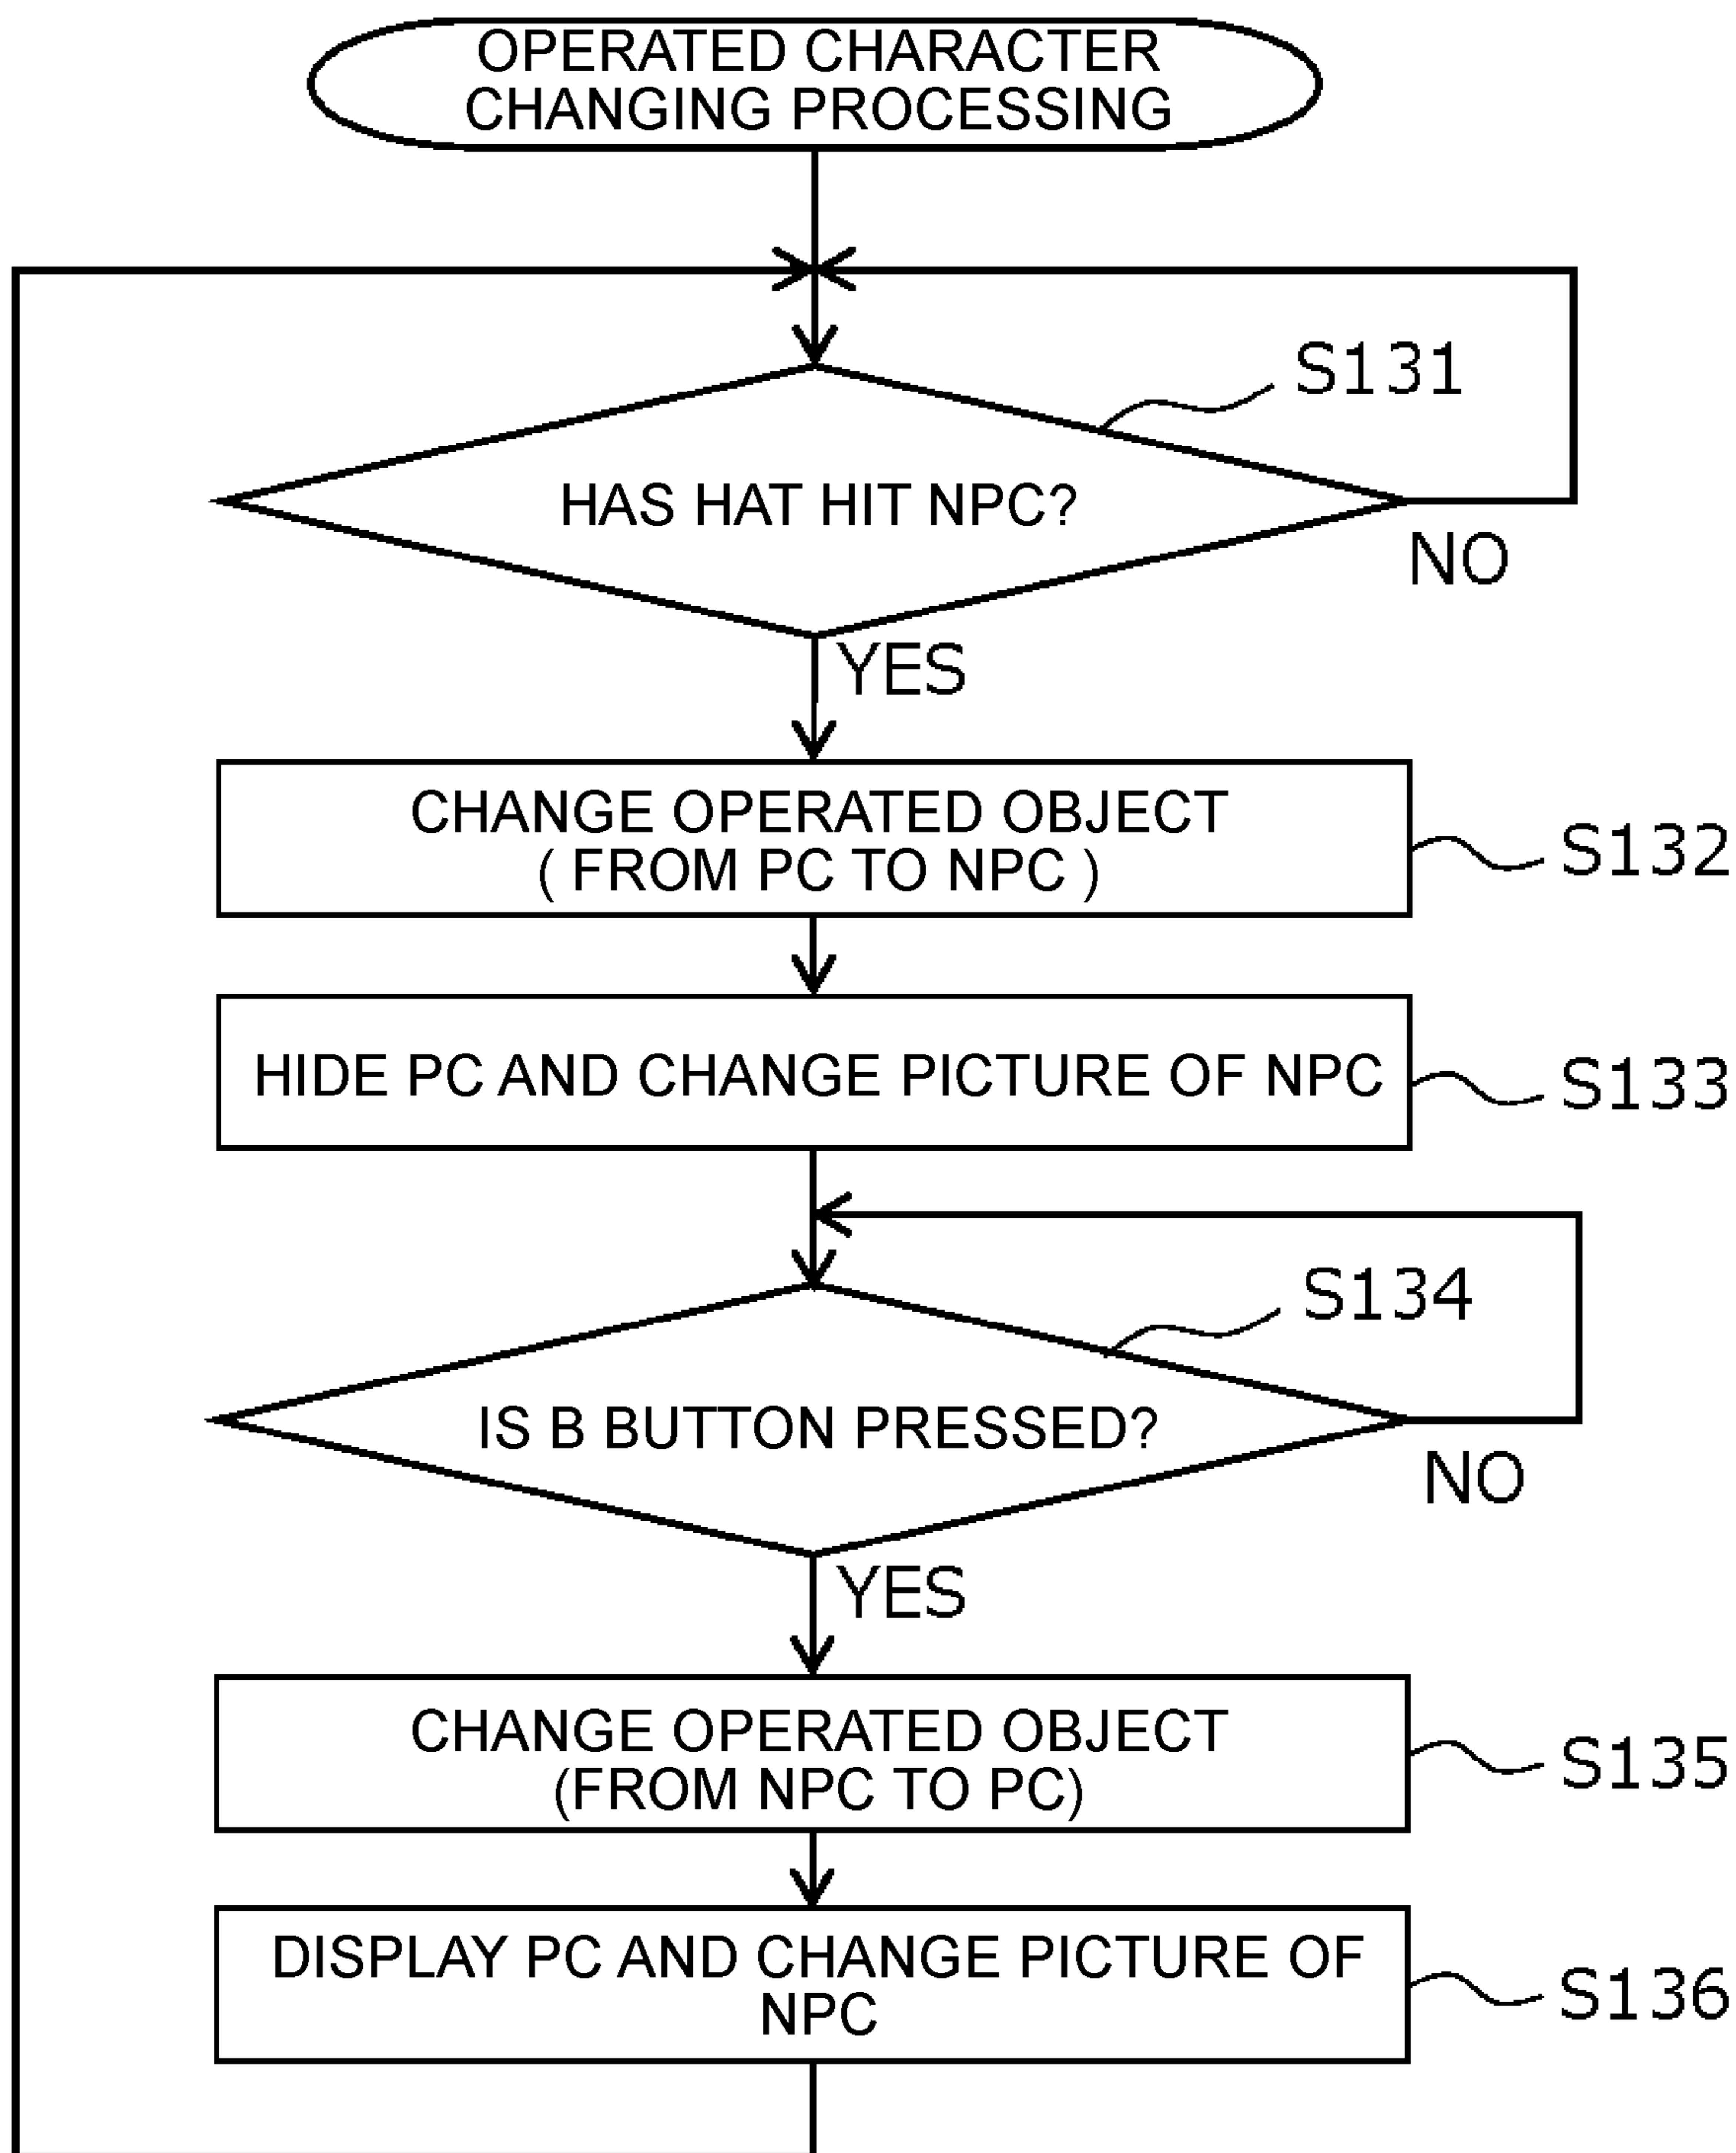 OPERATED CHARACTER
CHANGING PROCESSING
S131
HAS HAT HIT NPC?
NO
YES
CHANGE OPERATED OBJECT
( FROM PC TO NPC )
S132
HIDE PC AND CHANGE PICTURE OF NPC
S133
S134
IS B BUTTON PRESSED?
NO
YES
CHANGE OPERATED OBJECT
(FROM NPC TO PC)
S135
DISPLAY PC AND CHANGE PICTURE OF
NPC
S136